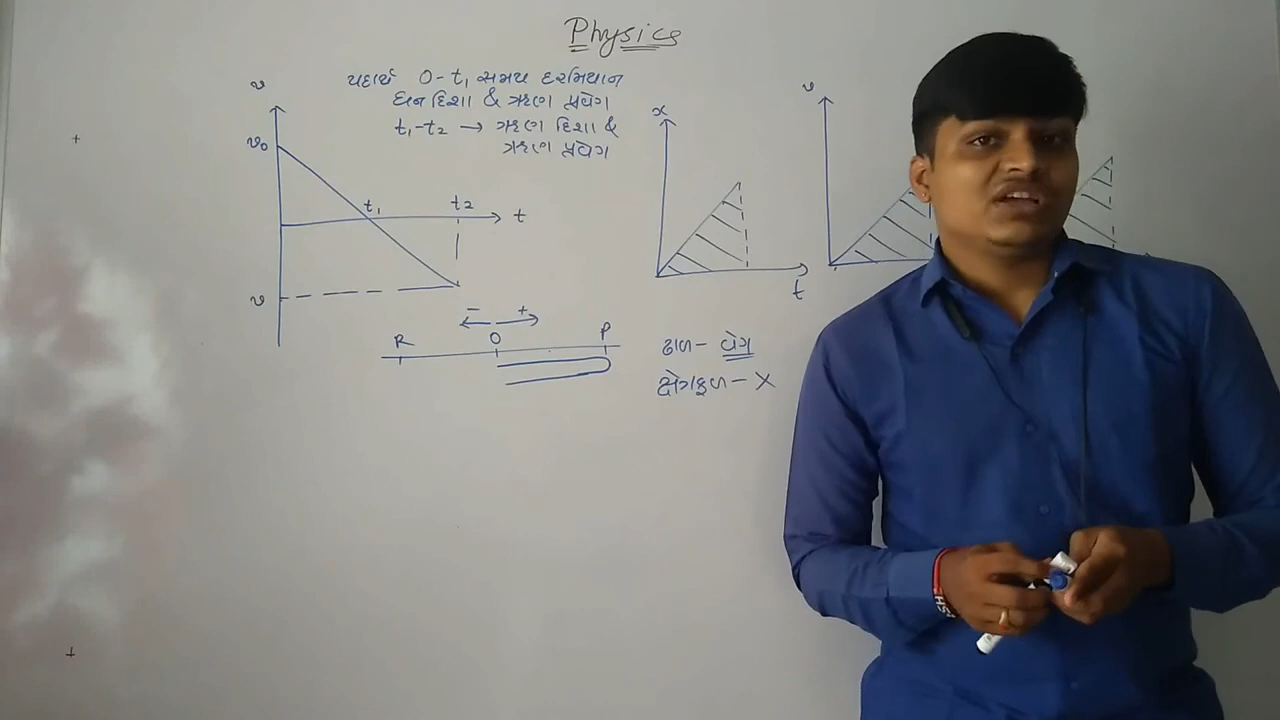 Physics
પદાર્થ 0-t₁ સમય દરમિયાન
ધન દિશા & ઋણ પ્રવેગ
t₁-t₂ → ઋણ દિશા &
ઋણ પ્રવેગ
v
v₀
t₁
t₂
t
v
- +
R O P
x
t
v
ઢાળ - વેગ
ક્ષેત્રફળ - X